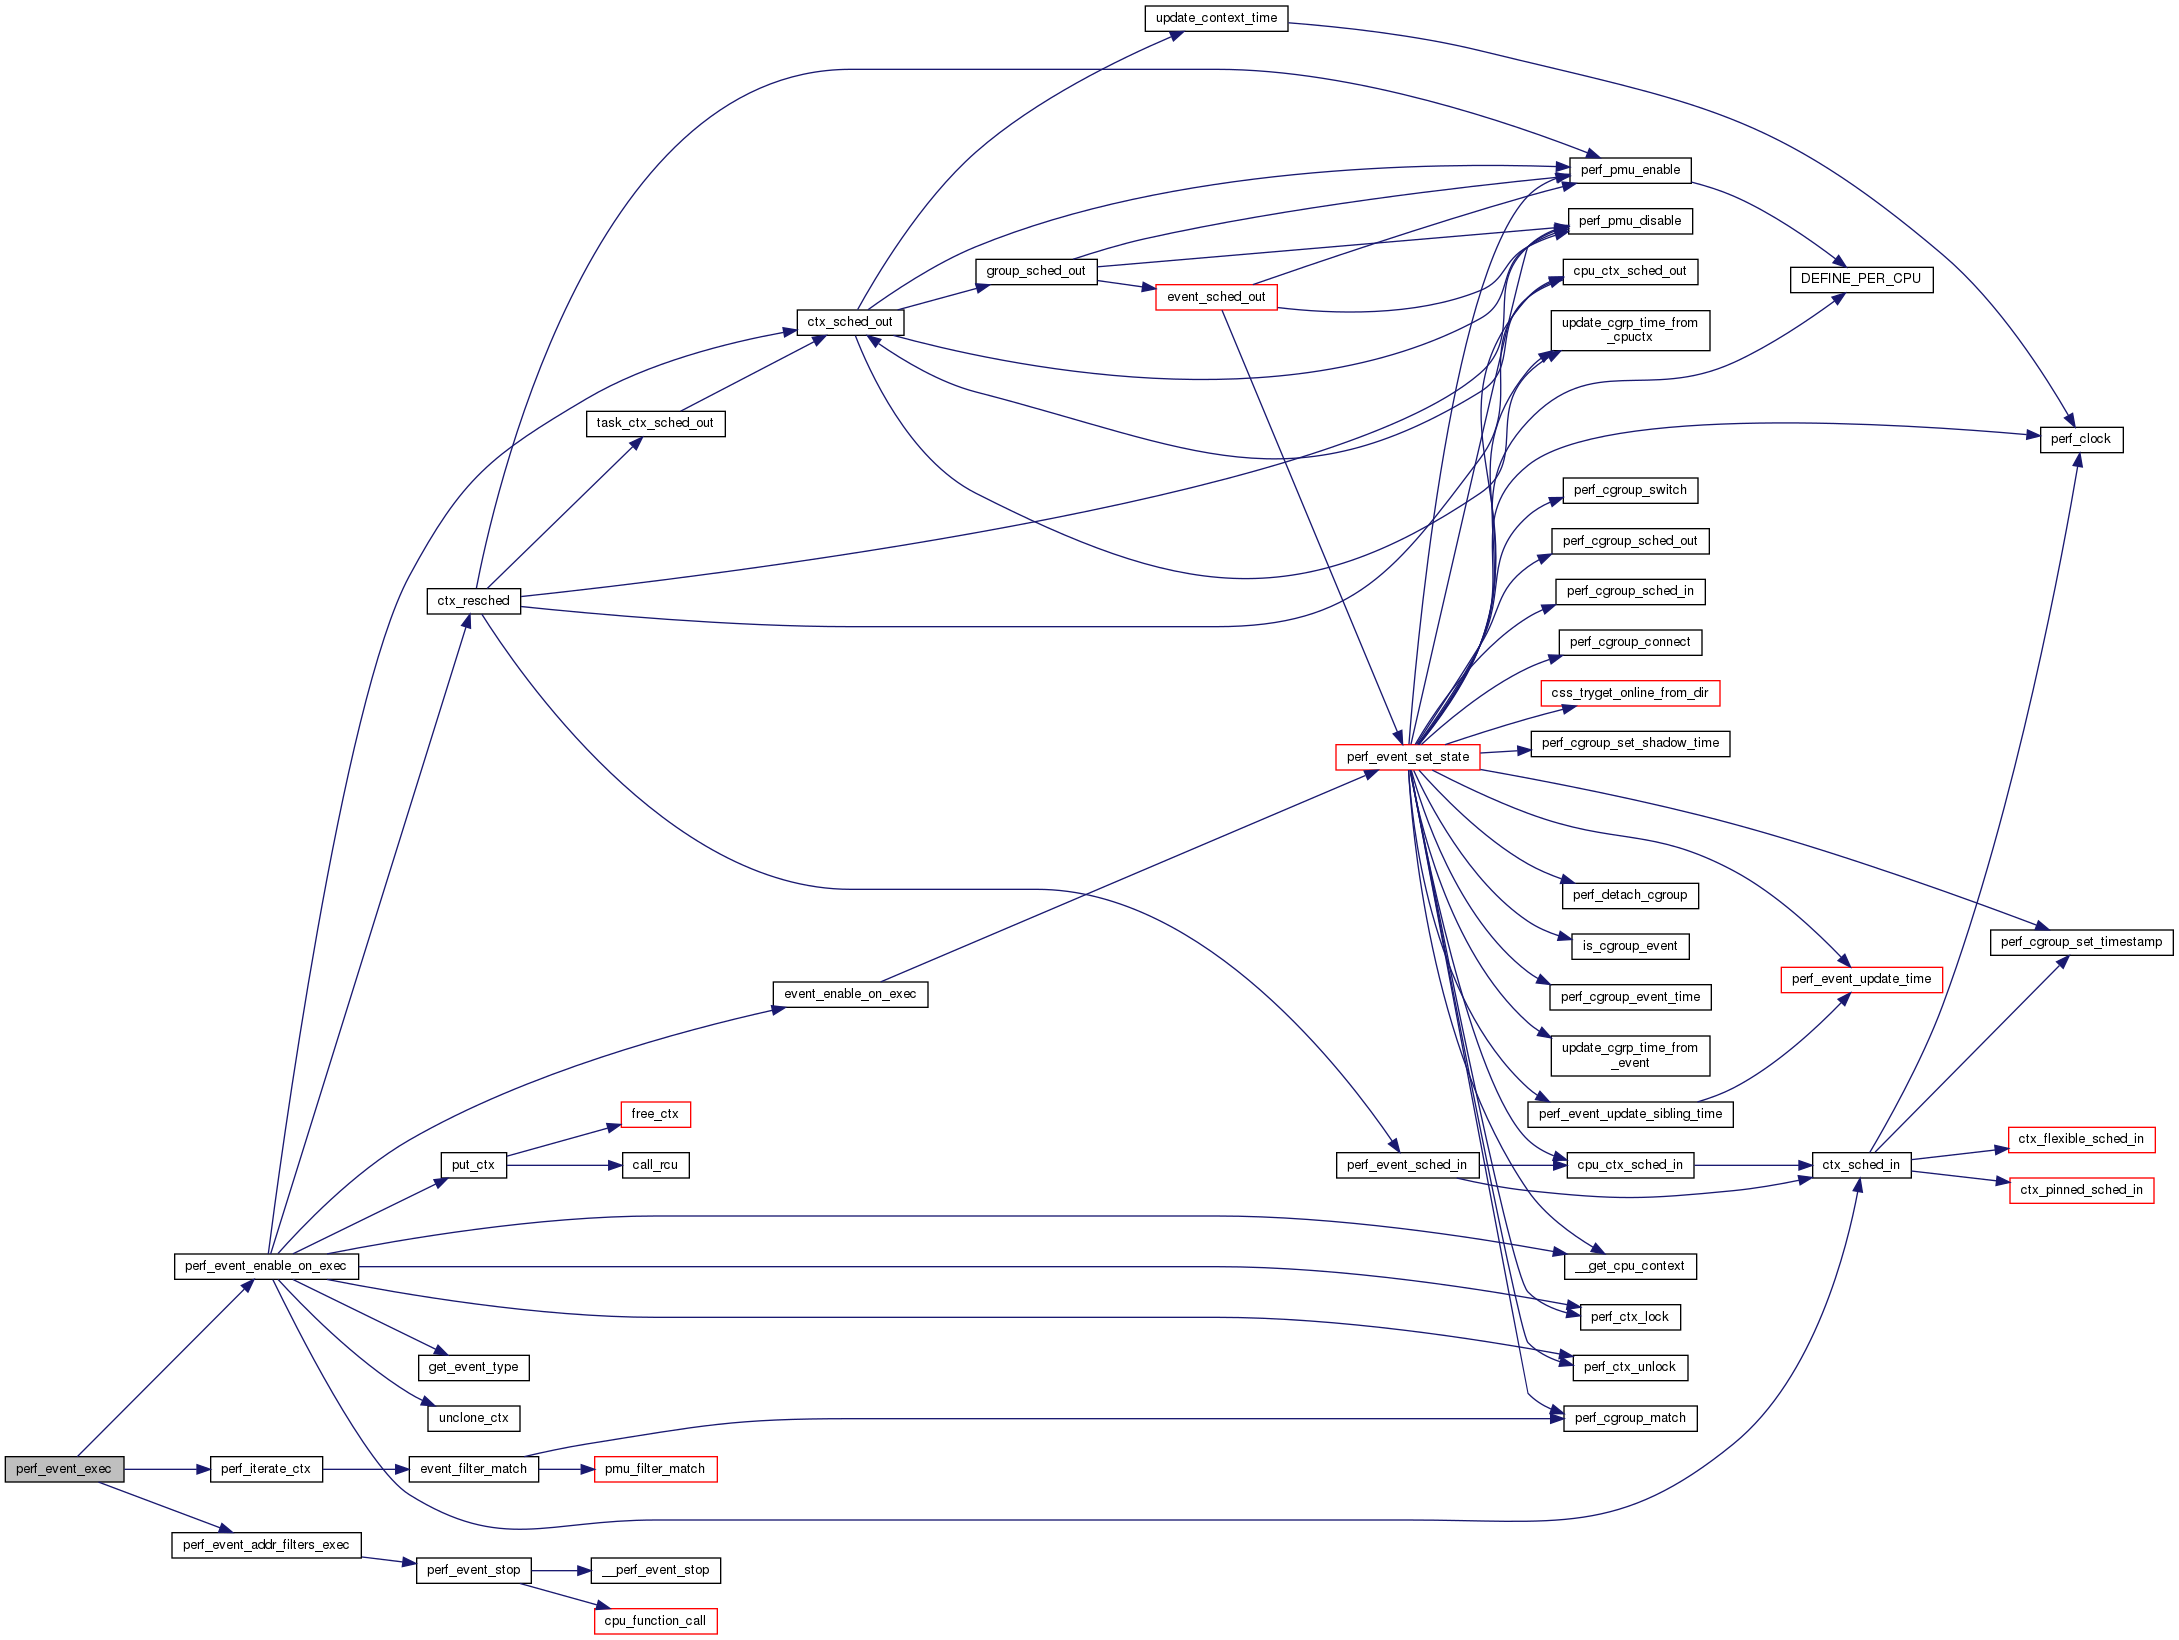 update_context_time
perf_pmu_enable
perf_pmu_disable
group_sched_out
cpu_ctx_sched_out
DEFINE_PER_CPU
event_sched_out
ctx_sched_out
update_cgrp_time_from
_cpuctx
task_ctx_sched_out
perf_clock
perf_cgroup_switch
perf_cgroup_sched_out
ctx_resched
perf_cgroup_sched_in
perf_cgroup_connect
css_tryget_online_from_dir
perf_cgroup_set_shadow_time
perf_event_set_state
perf_detach_cgroup
is_cgroup_event
perf_cgroup_set_timestamp
perf_event_update_time
event_enable_on_exec
perf_cgroup_event_time
update_cgrp_time_from
_event
free_ctx
perf_event_update_sibling_time
ctx_flexible_sched_in
put_ctx
call_rcu
perf_event_sched_in
cpu_ctx_sched_in
ctx_sched_in
ctx_pinned_sched_in
perf_event_enable_on_exec
__get_cpu_context
perf_ctx_lock
get_event_type
perf_ctx_unlock
unclone_ctx
perf_cgroup_match
perf_event_exec
perf_iterate_ctx
event_filter_match
pmu_filter_match
perf_event_addr_filters_exec
perf_event_stop
__perf_event_stop
cpu_function_call